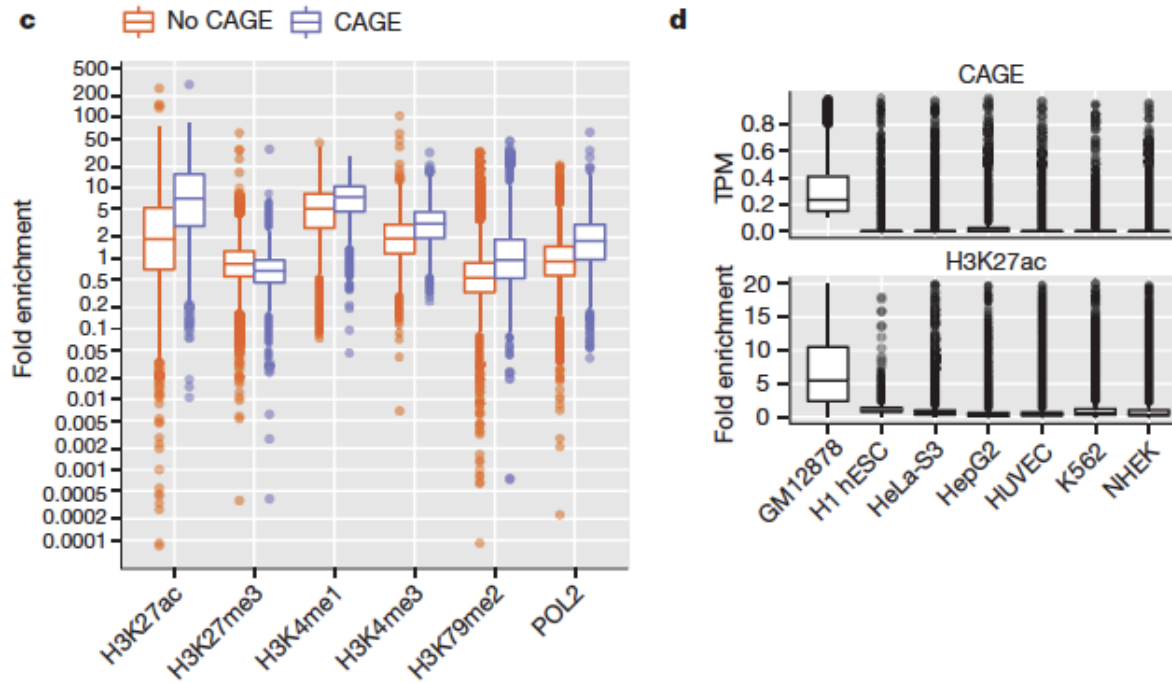 c
No CAGE CAGE
Fold enrichment
500
200
100
50
20
10
5
2
1
0.5
0.2
0.1
0.05
0.02
0.01
0.005
0.002
0.001
0.0005
0.0002
0.0001
H3K27ac
H3K27me3
H3K4me1
H3K4me3
H3K79me2
POL2
d
CAGE
TPM
0.8
0.6
0.4
0.2
0.0
H3K27ac
Fold enrichment
20
15
10
5
0
GM12878
H1 hESC
HeLa-S3
HepG2
HUVEC
K562
NHEK